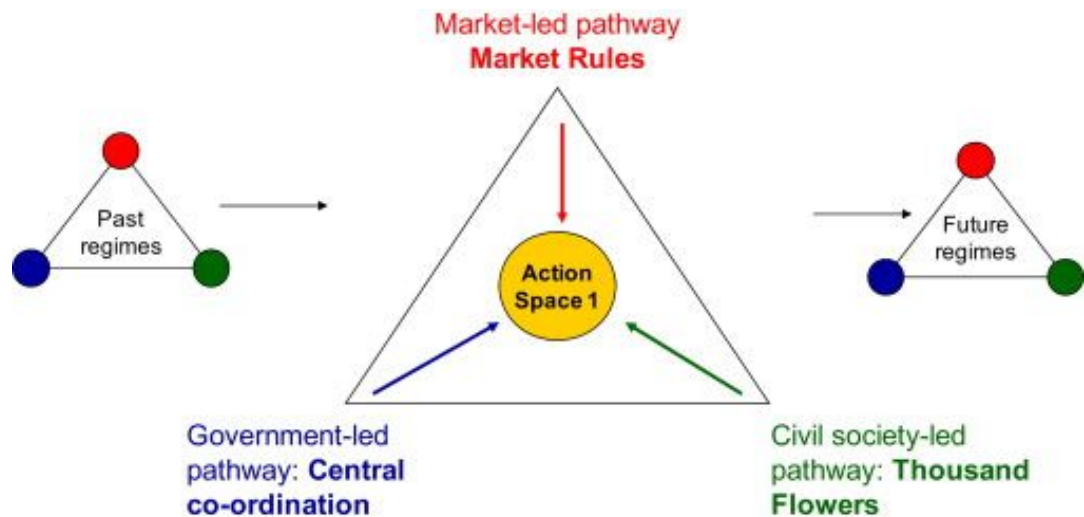 Market-led pathway
Market Rules
Past
regimes
Action
Space 1
Future
regimes
Government-led
pathway: Central
co-ordination
Civil society-led
pathway: Thousand
Flowers